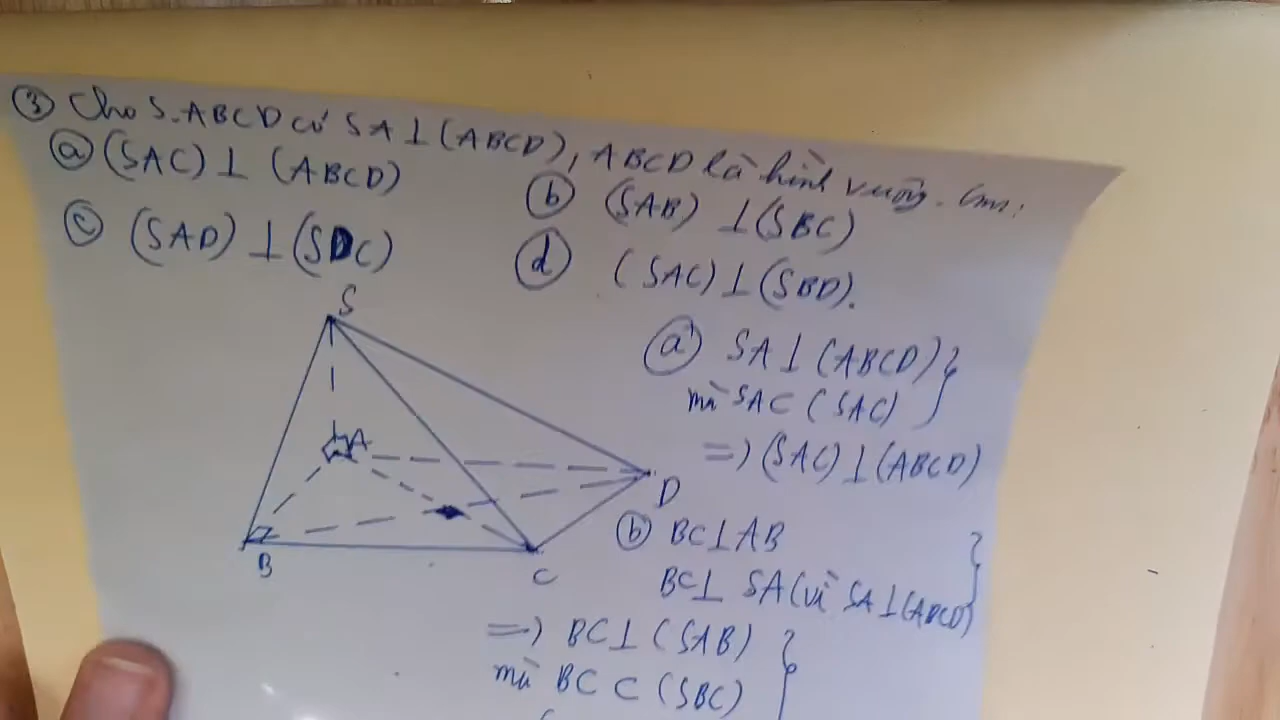 ③ Cho S.ABCD có SA⊥(ABCD), ABCD là hình vuông. Cm:
ⓐ (SAC)⊥(ABCD)
ⓑ (SAB)⊥(SBC)
ⓒ (SAD)⊥(SDC)
ⓓ (SAC)⊥(SBD).
S
A
D
B
C
ⓐ SA⊥(ABCD)}
mà SA⊂(SAC)
=> (SAC)⊥(ABCD)
ⓑ BC⊥AB
BC⊥SA (vì SA⊥(ABCD) }
=> BC⊥(SAB) }
mà BC⊂(SBC)